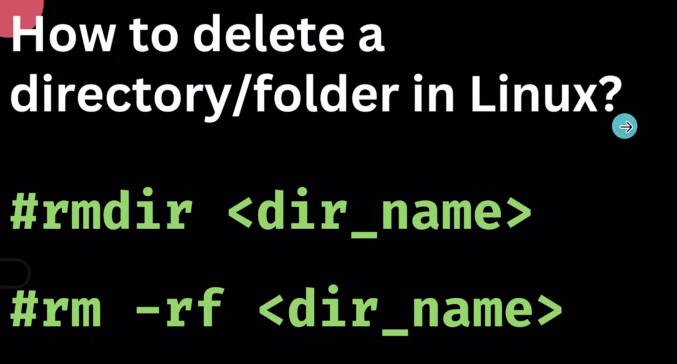 How to delete a
directory/folder in Linux?
#rmdir <dir_name>
#rm -rf <dir_name>